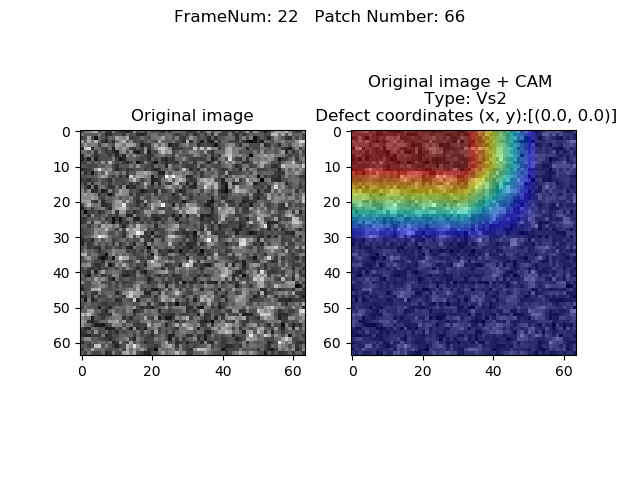 FrameNum: 22   Patch Number: 66
Original image
0
10
20
30
40
50
60
0 20 40 60
Original image + CAM
Type: Vs2
Defect coordinates (x, y):[(0.0, 0.0)]
0
10
20
30
40
50
60
0 20 40 60